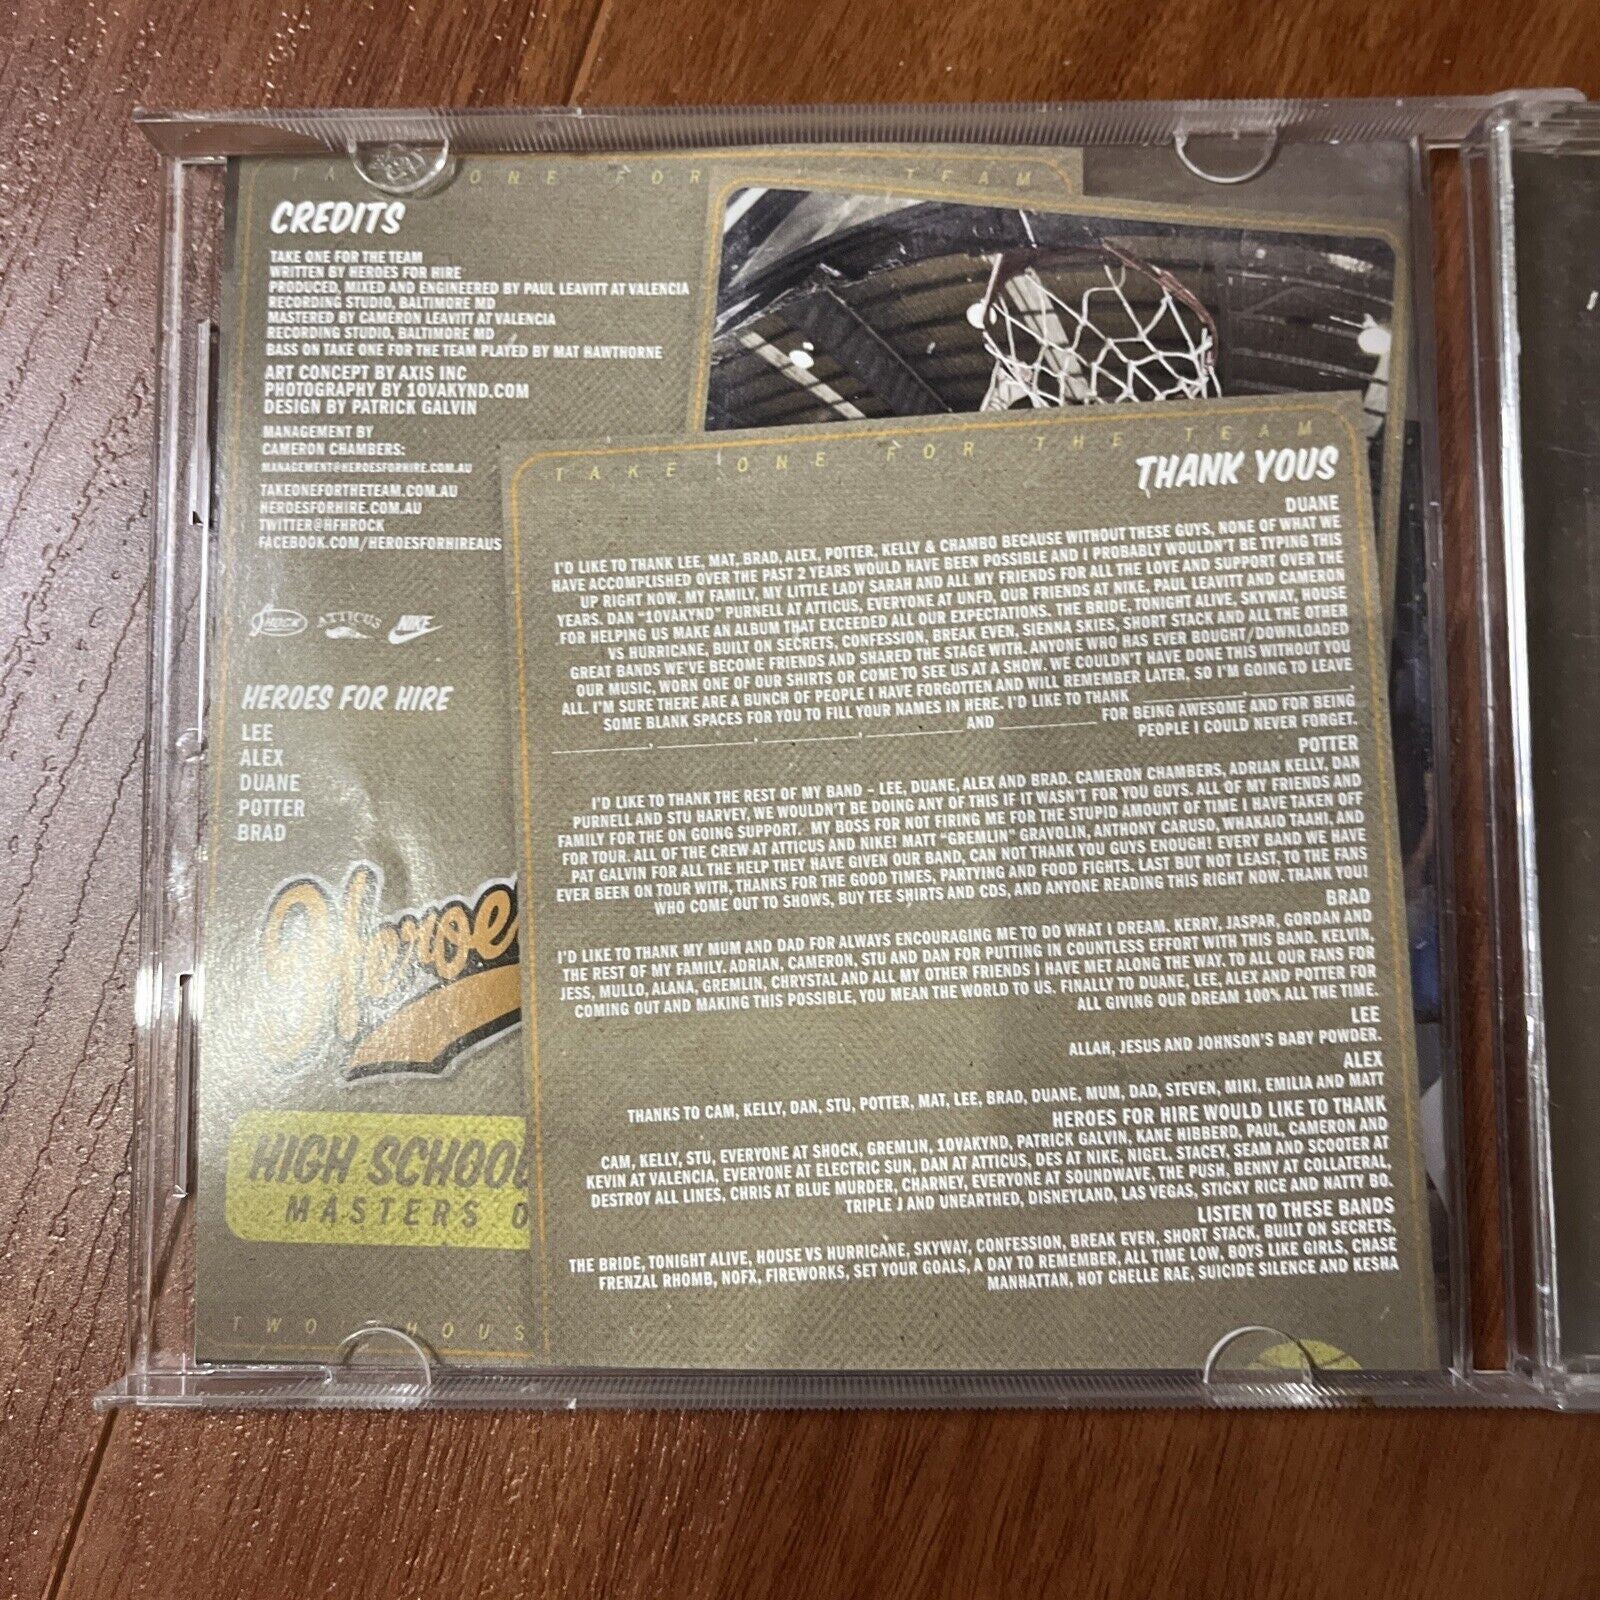 TAKE ONE FOR THE TEAM
CREDITS
TAKE ONE FOR THE TEAM
WRITTEN BY HEROES FOR HIRE
PRODUCED, MIXED AND ENGINEERED BY PAUL LEAVITT AT VALENCIA
RECORDING STUDIO, BALTIMORE MD
MASTERED BY CAMERON LEAVITT AT VALENCIA
RECORDING STUDIO, BALTIMORE MD
BASS ON TAKE ONE FOR THE TEAM PLAYED BY MAT HAWTHORNE
ART CONCEPT BY AXIS INC
PHOTOGRAPHY BY 1OVAKYND.COM
DESIGN BY PATRICK GALVIN
MANAGEMENT BY
CAMERON CHAMBERS:
MANAGEMENT@HEROESFORHIRE.COM.AU
TAKEONEFORTHETEAM.COM.AU
HEROESFORHIRE.COM.AU
TWITTER@HFHROCK
FACEBOOK.COM/HEROESFORHIREAUS
SHOCK ATTICUS NIKE
HEROES FOR HIRE
LEE
ALEX
DUANE
POTTER
BRAD
Heroe
HIGH SCHOOL
MASTERS O
TWO THOUS
TAKE ONE FOR THE TEAM
THANK YOUS
DUANE
I'D LIKE TO THANK LEE, MAT, BRAD, ALEX, POTTER, KELLY & CHAMBO BECAUSE WITHOUT THESE GUYS, NONE OF WHAT WE
HAVE ACCOMPLISHED OVER THE PAST 2 YEARS WOULD HAVE BEEN POSSIBLE AND I PROBABLY WOULDN'T BE TYPING THIS
UP RIGHT NOW. MY FAMILY, MY LITTLE LADY SARAH AND ALL MY FRIENDS FOR ALL THE LOVE AND SUPPORT OVER THE
YEARS. DAN "1OVAKYND" PURNELL AT ATTICUS, EVERYONE AT UNFD, OUR FRIENDS AT NIKE, PAUL LEAVITT AND CAMERON
FOR HELPING US MAKE AN ALBUM THAT EXCEEDED ALL OUR EXPECTATIONS. THE BRIDE, TONIGHT ALIVE, SKYWAY, HOUSE
VS HURRICANE, BUILT ON SECRETS, CONFESSION, BREAK EVEN, SIENNA SKIES, SHORT STACK AND ALL THE OTHER
GREAT BANDS WE'VE BECOME FRIENDS AND SHARED THE STAGE WITH. ANYONE WHO HAS EVER BOUGHT/DOWNLOADED
OUR MUSIC, WORN ONE OF OUR SHIRTS OR COME TO SEE US AT A SHOW. WE COULDN'T HAVE DONE THIS WITHOUT YOU
ALL. I'M SURE THERE ARE A BUNCH OF PEOPLE I HAVE FORGOTTEN AND WILL REMEMBER LATER, SO I'M GOING TO LEAVE
SOME BLANK SPACES FOR YOU TO FILL YOUR NAMES IN HERE. I'D LIKE TO THANK __________, __________,
__________, __________, __________, __________ AND __________ FOR BEING AWESOME AND FOR BEING
PEOPLE I COULD NEVER FORGET.
POTTER
I'D LIKE TO THANK THE REST OF MY BAND – LEE, DUANE, ALEX AND BRAD. CAMERON CHAMBERS, ADRIAN KELLY, DAN
PURNELL AND STU HARVEY, WE WOULDN'T BE DOING ANY OF THIS IF IT WASN'T FOR YOU GUYS. ALL OF MY FRIENDS AND
FAMILY FOR THE ON GOING SUPPORT. MY BOSS FOR NOT FIRING ME FOR THE STUPID AMOUNT OF TIME I HAVE TAKEN OFF
FOR TOUR. ALL OF THE CREW AT ATTICUS AND NIKE! MATT "GREMLIN" GRAVOLIN, ANTHONY CARUSO, WHAKAIO TAAHI, AND
PAT GALVIN FOR ALL THE HELP THEY HAVE GIVEN OUR BAND, CAN NOT THANK YOU GUYS ENOUGH! EVERY BAND WE HAVE
EVER BEEN ON TOUR WITH, THANKS FOR THE GOOD TIMES, PARTYING AND FOOD FIGHTS. LAST BUT NOT LEAST, TO THE FANS
WHO COME OUT TO SHOWS, BUY TEE SHIRTS AND CDS, AND ANYONE READING THIS RIGHT NOW. THANK YOU!
BRAD
I'D LIKE TO THANK MY MUM AND DAD FOR ALWAYS ENCOURAGING ME TO DO WHAT I DREAM. KERRY, JASPAR, GORDAN AND
THE REST OF MY FAMILY. ADRIAN, CAMERON, STU AND DAN FOR PUTTING IN COUNTLESS EFFORT WITH THIS BAND. KELVIN,
JESS, MULLO, ALANA, GREMLIN, CHRYSTAL AND ALL MY OTHER FRIENDS I HAVE MET ALONG THE WAY. TO ALL OUR FANS FOR
COMING OUT AND MAKING THIS POSSIBLE, YOU MEAN THE WORLD TO US. FINALLY TO DUANE, LEE, ALEX AND POTTER FOR
ALL GIVING OUR DREAM 100% ALL THE TIME.
LEE
ALLAH, JESUS AND JOHNSON'S BABY POWDER.
ALEX
THANKS TO CAM, KELLY, DAN, STU, POTTER, MAT, LEE, BRAD, DUANE, MUM, DAD, STEVEN, MIKI, EMILIA AND MATT
HEROES FOR HIRE WOULD LIKE TO THANK
CAM, KELLY, STU, EVERYONE AT SHOCK, GREMLIN, 1OVAKYND, PATRICK GALVIN, KANE HIBBERD, PAUL, CAMERON AND
KEVIN AT VALENCIA, EVERYONE AT ELECTRIC SUN, DAN AT ATTICUS, DES AT NIKE, NIGEL, STACEY, SEAM AND SCOOTER AT
DESTROY ALL LINES, CHRIS AT BLUE MURDER, CHARNEY, EVERYONE AT SOUNDWAVE, THE PUSH, BENNY AT COLLATERAL,
TRIPLE J AND UNEARTHED, DISNEYLAND, LAS VEGAS, STICKY RICE AND NATTY BO.
LISTEN TO THESE BANDS
THE BRIDE, TONIGHT ALIVE, HOUSE VS HURRICANE, SKYWAY, CONFESSION, BREAK EVEN, SHORT STACK, BUILT ON SECRETS,
FRENZAL RHOMB, NOFX, FIREWORKS, SET YOUR GOALS, A DAY TO REMEMBER, ALL TIME LOW, BOYS LIKE GIRLS, CHASE
MANHATTAN, HOT CHELLE RAE, SUICIDE SILENCE AND KESHA